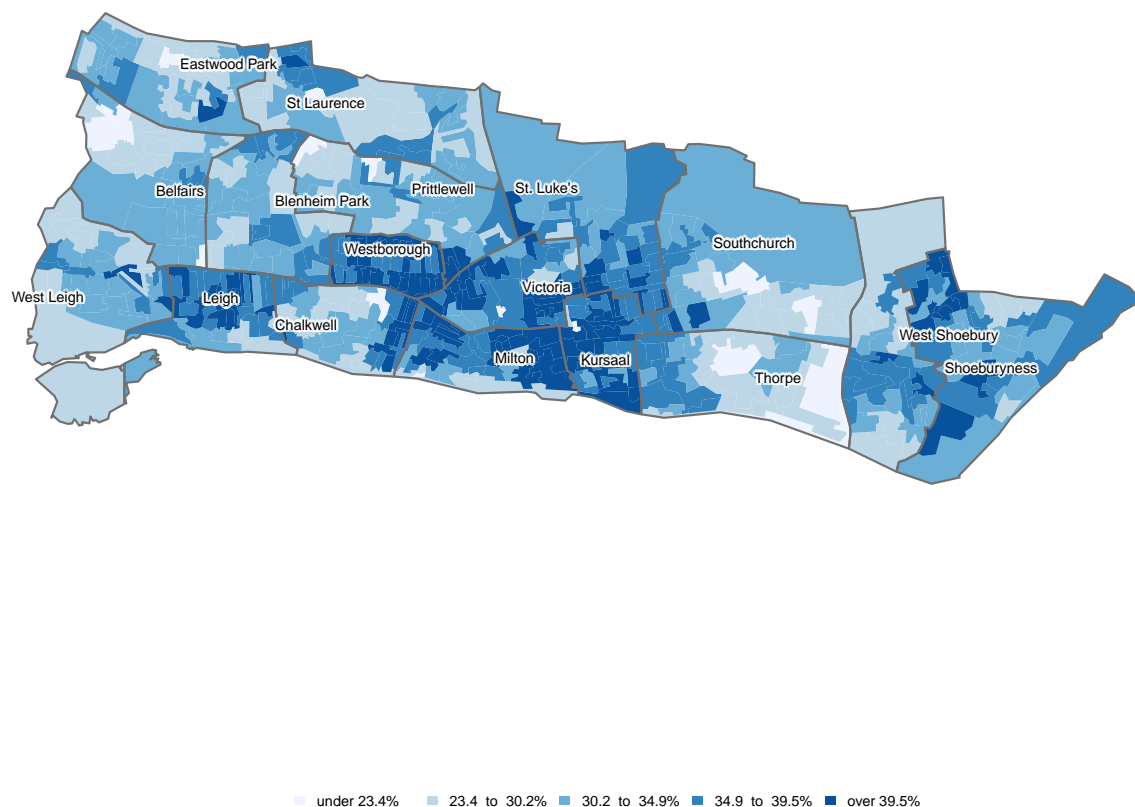 Eastwood Park
St Laurence
Belfairs
Blenheim Park
Prittlewell
St. Luke's
Westborough
Southchurch
West Leigh
Leigh
Victoria
Chalkwell
West Shoebury
Milton
Kursaal
Shoeburyness
Thorpe
under 23.4% 23.4 to 30.2% 30.2 to 34.9% 34.9 to 39.5% over 39.5%